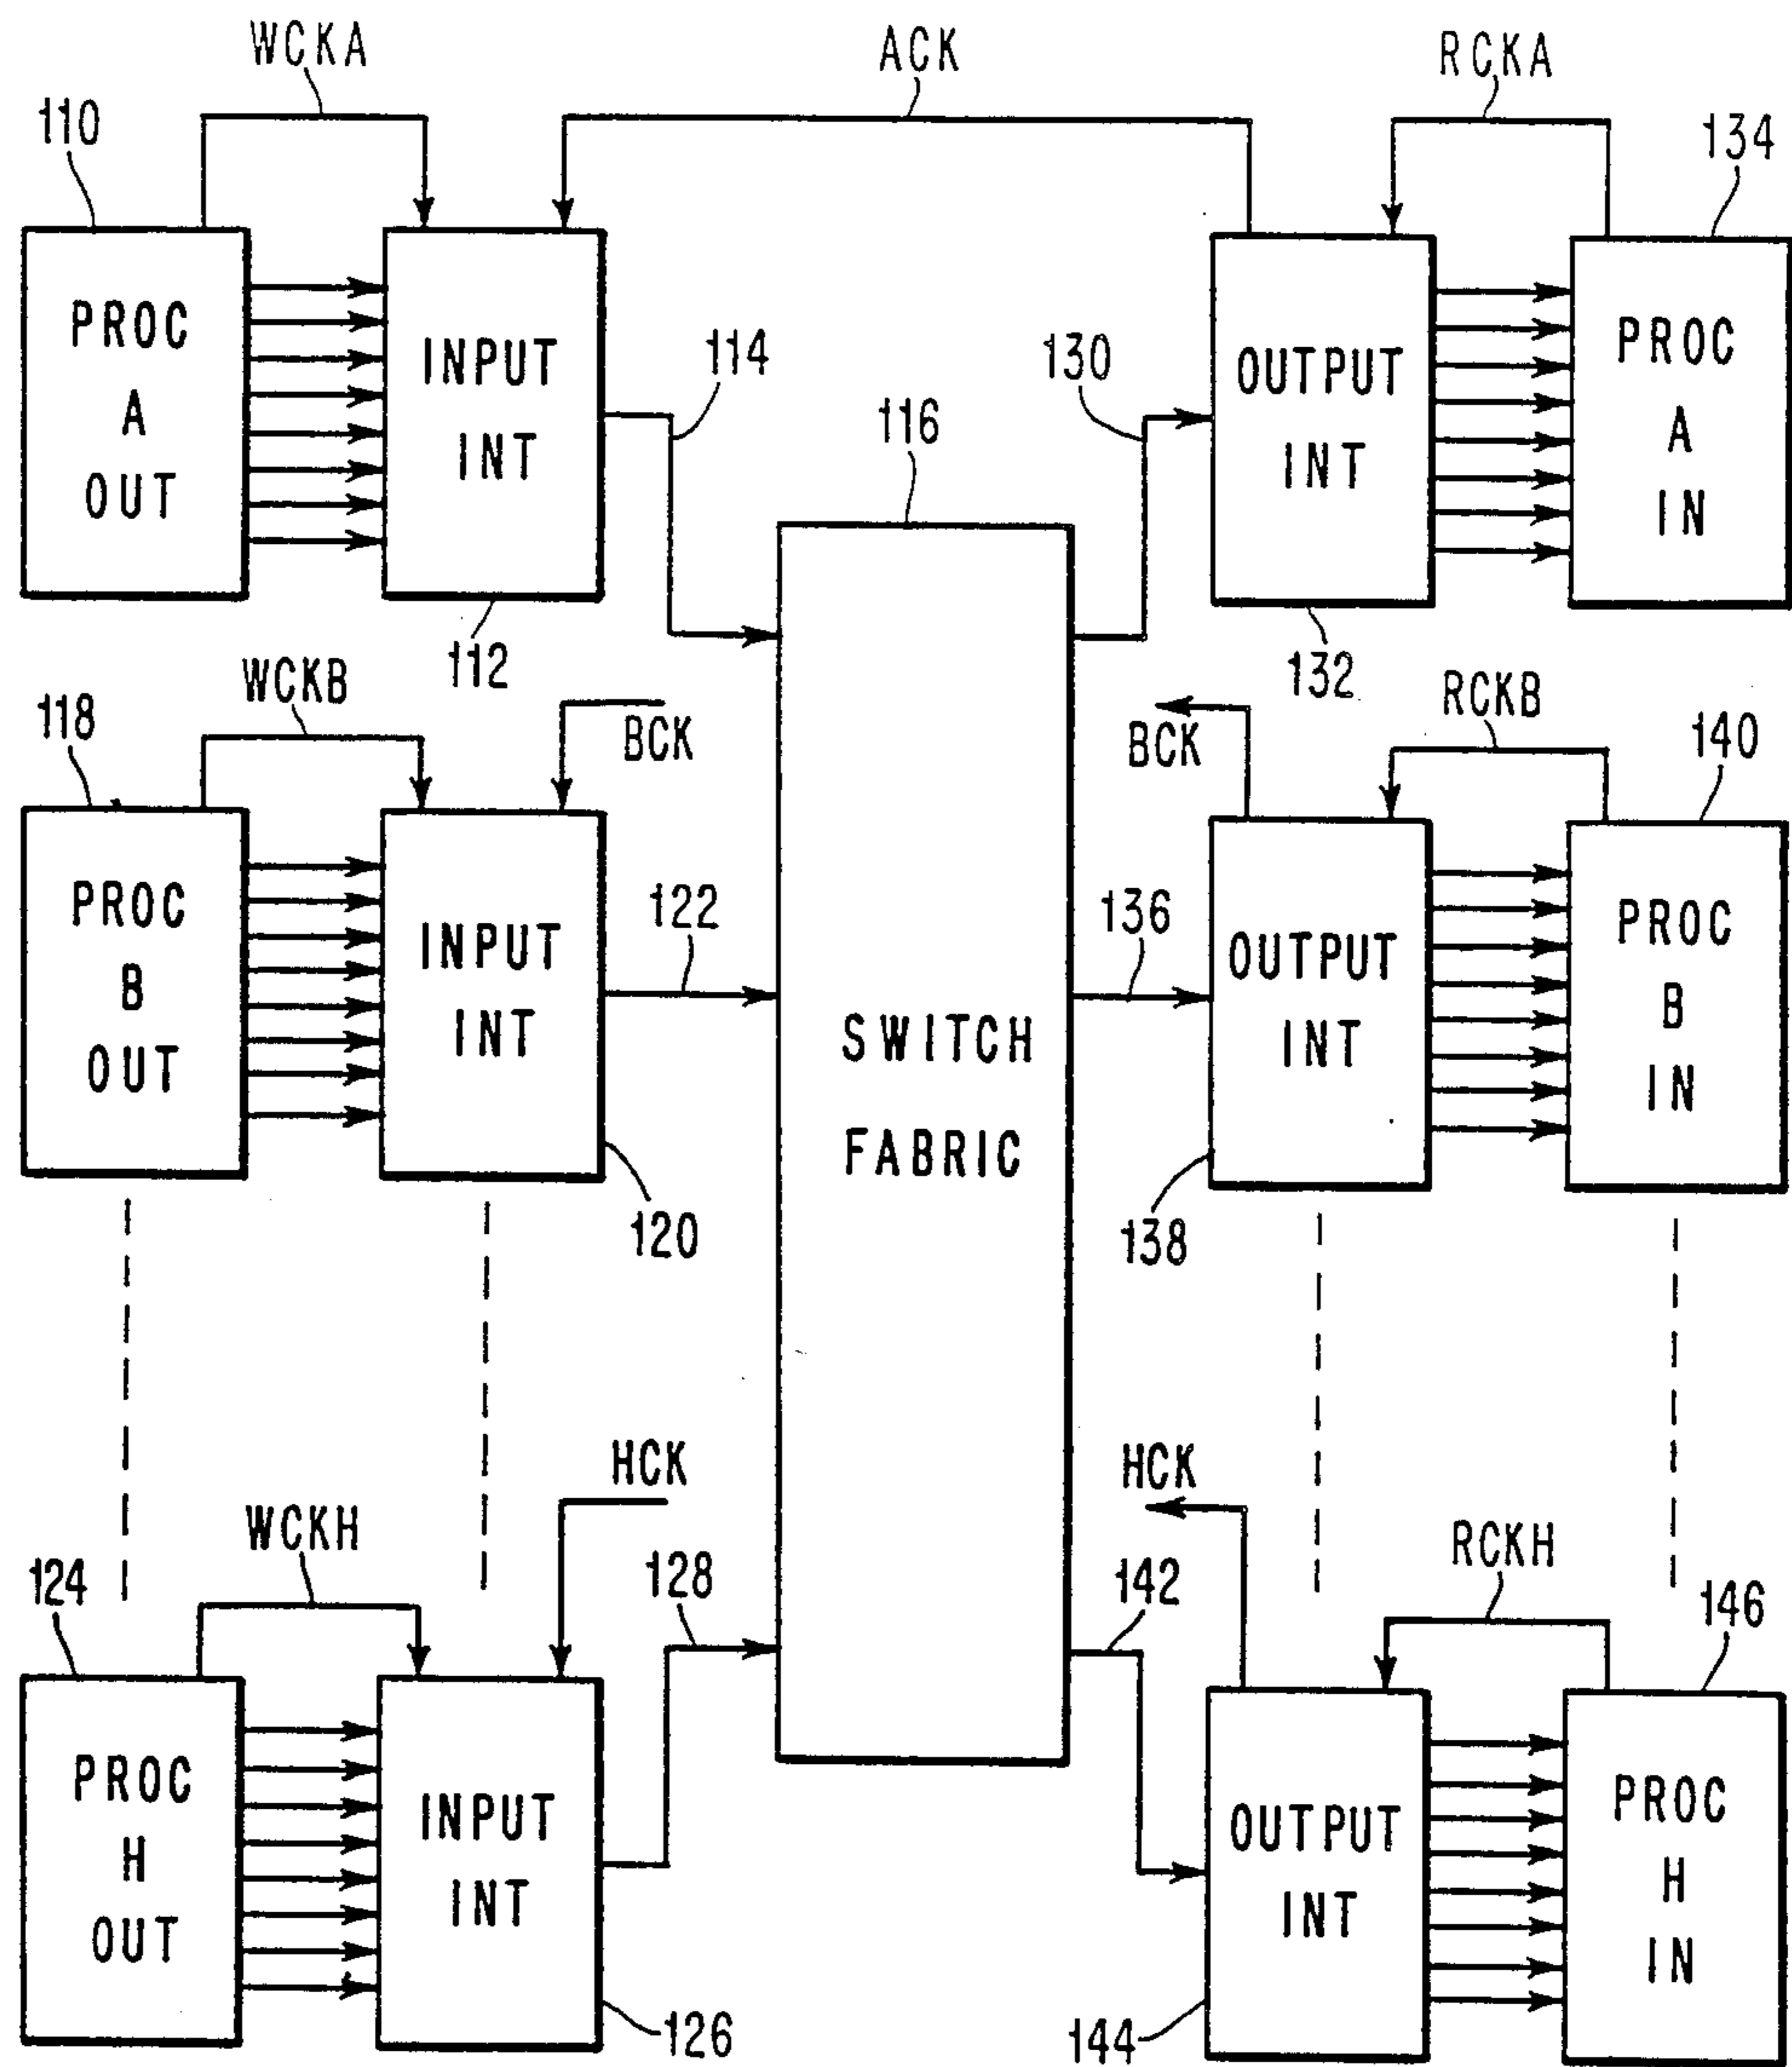 WCKA
ACK
RCKA
110
134
PROC
A
OUT
INPUT
INT
114
130
OUTPUT
INT
PROC
A
IN
116
112
132
118
WCKB
BCK
BCK
RCKB
140
PROC
B
OUT
INPUT
INT
122
136
OUTPUT
INT
PROC
B
IN
SWITCH
FABRIC
120
138
HCK
HCK
124
WCKH
128
142
RCKH
146
PROC
H
OUT
INPUT
INT
OUTPUT
INT
PROC
H
IN
126
144